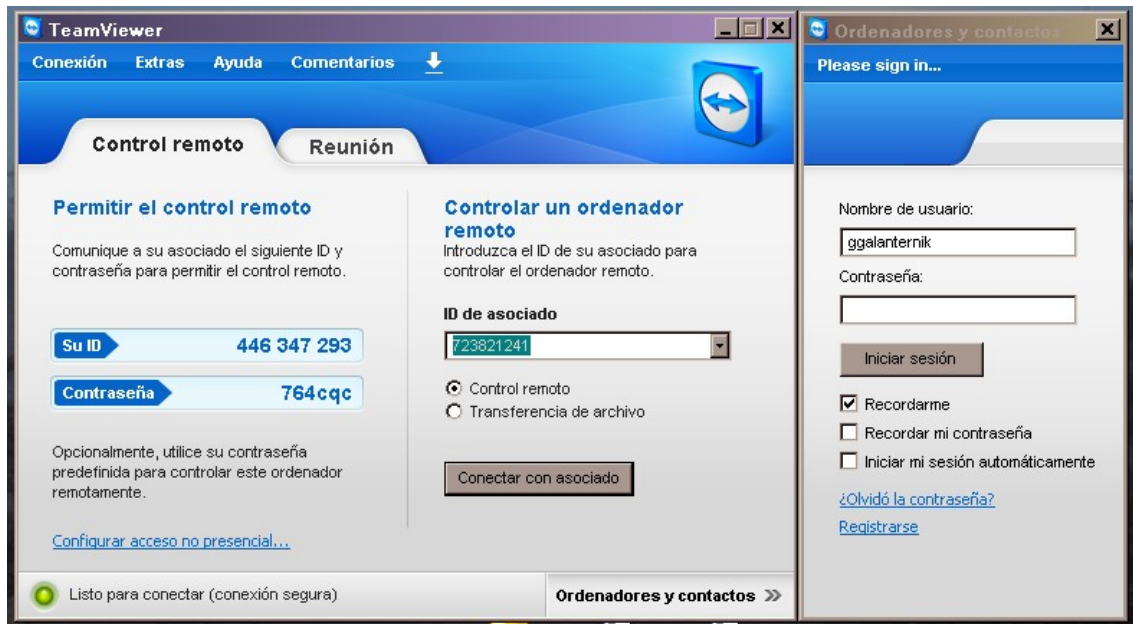 TeamViewer
Conexión Extras Ayuda Comentarios
Control remoto Reunión
Permitir el control remoto
Comunique a su asociado el siguiente ID y
contraseña para permitir el control remoto.
Su ID 446 347 293
Contraseña 764cqc
Opcionalmente, utilice su contraseña
predefinida para controlar este ordenador
remotamente.
Configurar acceso no presencial...
Controlar un ordenador
remoto
Introduzca el ID de su asociado para
controlar el ordenador remoto.
ID de asociado
723821241
Control remoto
Transferencia de archivo
Conectar con asociado
Listo para conectar (conexión segura)
Ordenadores y contactos
Ordenadores y contactos
Please sign in...
Nombre de usuario:
ggalanternik
Contraseña:
Iniciar sesión
Recordarme
Recordar mi contraseña
Iniciar mi sesión automáticamente
¿Olvidó la contraseña?
Registrarse